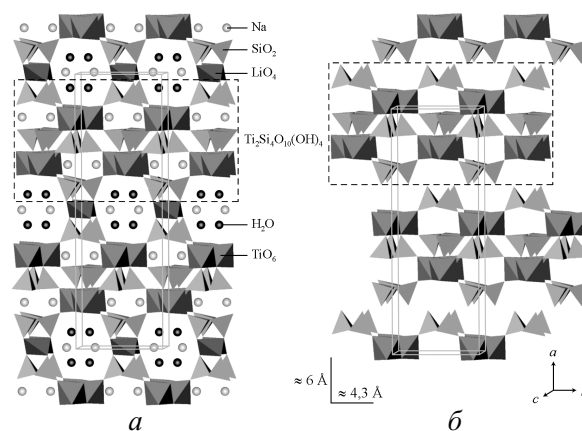 Na
SiO₂
LiO₄
Ti₂Si₄O₁₀(OH)₄
H₂O
TiO₆
≈ 6 Å
≈ 4,3 Å
a
c
а
б